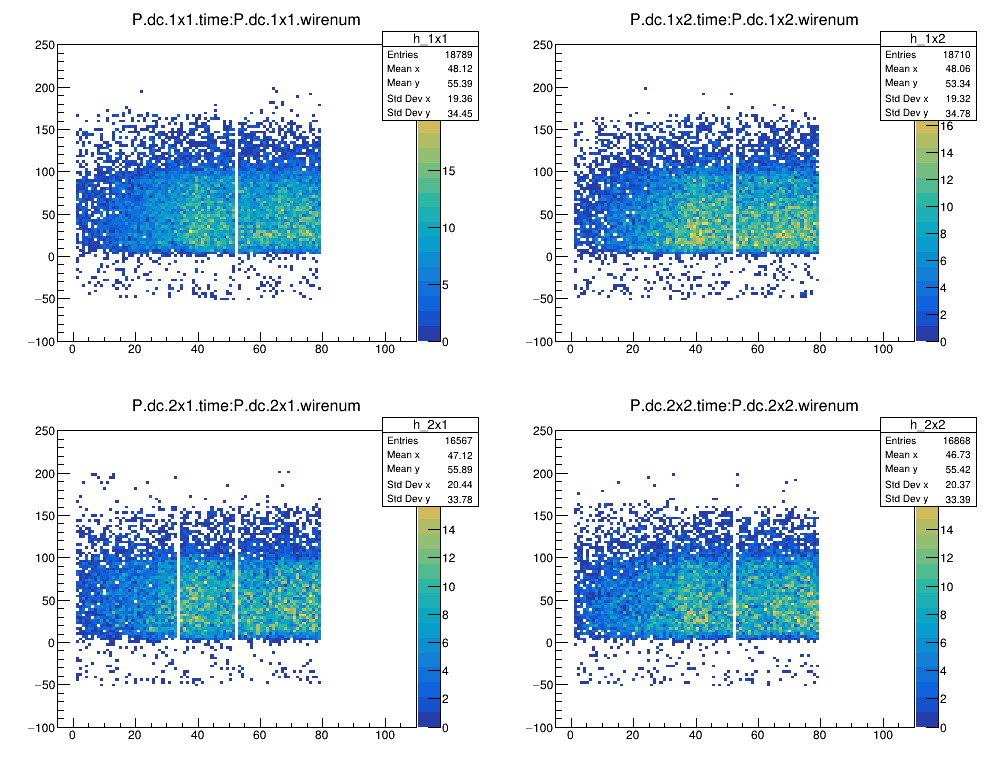 P.dc.1x1.time:P.dc.1x1.wirenum
h_1x1
Entries 18789
Mean x 48.12
Mean y 55.39
Std Dev x 19.36
Std Dev y 34.45
250
200
150
100
50
0
−50
−100
0 20 40 60 80 100
15
10
5
0
P.dc.1x2.time:P.dc.1x2.wirenum
h_1x2
Entries 18710
Mean x 48.06
Mean y 53.34
Std Dev x 19.32
Std Dev y 34.78
250
200
150
100
50
0
−50
−100
0 20 40 60 80 100
16
14
12
10
8
6
4
2
0
P.dc.2x1.time:P.dc.2x1.wirenum
h_2x1
Entries 16567
Mean x 47.12
Mean y 55.89
Std Dev x 20.44
Std Dev y 33.78
250
200
150
100
50
0
−50
−100
0 20 40 60 80 100
14
12
10
8
6
4
2
0
P.dc.2x2.time:P.dc.2x2.wirenum
h_2x2
Entries 16868
Mean x 46.73
Mean y 55.42
Std Dev x 20.37
Std Dev y 33.39
250
200
150
100
50
0
−50
−100
0 20 40 60 80 100
14
12
10
8
6
4
2
0